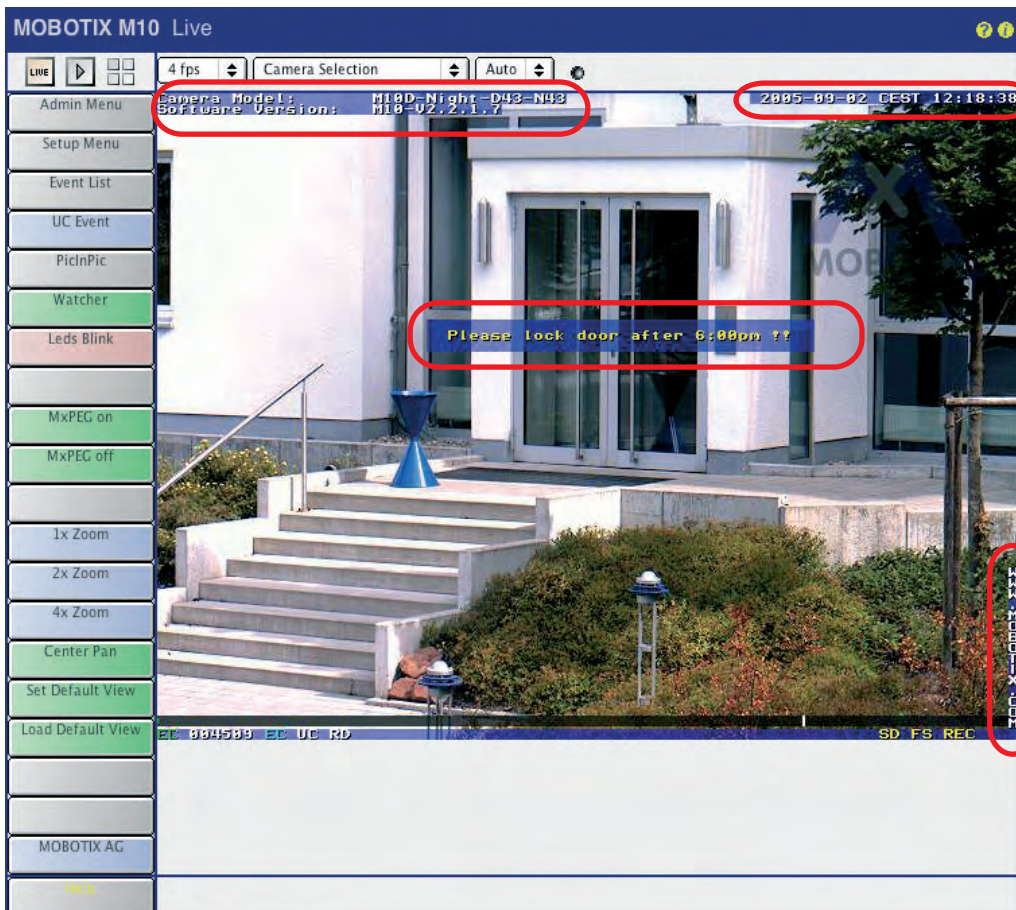 MOBOTIX M10 Live
LIVE
4 fps
Camera Selection
Auto
Admin Menu
Setup Menu
Event List
UC Event
PicInPic
Watcher
Leds Blink
MxPEG on
MxPEG off
1x Zoom
2x Zoom
4x Zoom
Center Pan
Set Default View
Load Default View
MOBOTIX AG
Help
Camera Model: M10D-Night-D43-N43
Software Version: M10-V2.2.1.7
2005-09-02 CEST 12:18:38
Please lock door after 6:00pm !!
WWW.MOBOTIX.COM
EC 004509 EC UC RD
SD FS REC